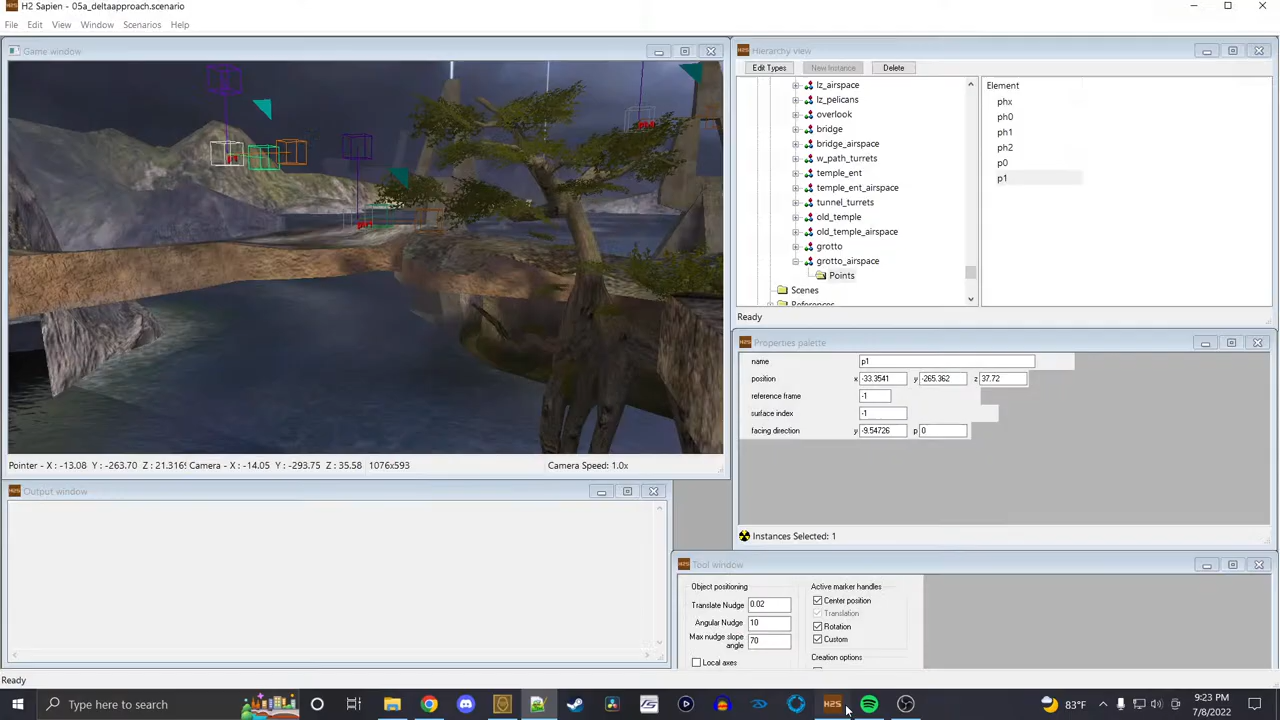 H2 Sapien - 05a_deltaapproach.scenario
File Edit View Window Scenarios Help
Game window
Pointer - X : -13.08 Y : -263.70 Z : 21.316 Camera - X : -14.05 Y : -293.75 Z : 35.58 1076x593 Camera Speed: 1.0x
Output window
Hierarchy view
Edit Types New Instance Delete
lz_airspace
lz_pelicans
overlook
bridge
bridge_airspace
w_path_turrets
temple_ent
temple_ent_airspace
tunnel_turrets
old_temple
old_temple_airspace
grotto
grotto_airspace
Points
Scenes
References
Element
phx
ph0
ph1
ph2
p0
p1
Ready
Properties palette
name p1
position x -33.3541 y -265.362 z 37.72
reference frame -1
surface index -1
facing direction y -9.54726 p 0
Instances Selected: 1
Tool window
Object positioning
Translate Nudge 0.02
Angular Nudge 10
Max nudge slope angle 70
Local axes
Active marker handles
Center position
Translation
Rotation
Custom
Creation options
Ready
Type here to search
H2S
83°F
9:23 PM
7/8/2022